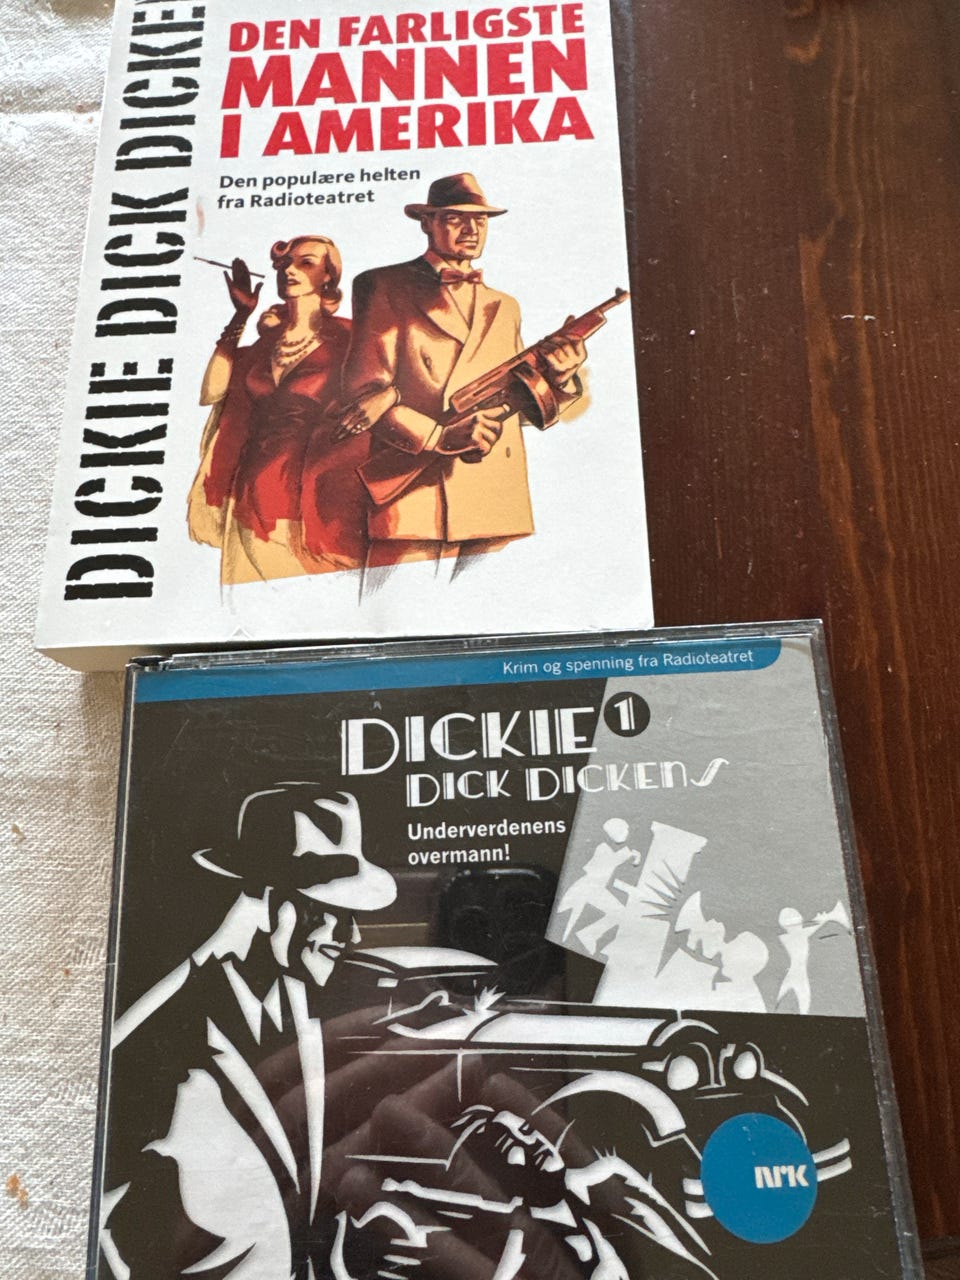 DICKIE DICK DICKEN
DEN FARLIGSTE
MANNEN
I AMERIKA
Den populære helten
fra Radioteatret
Krim og spenning fra Radioteatret
DICKIE 1
DICK DICKENS
Underverdenens
overmann!
NRK